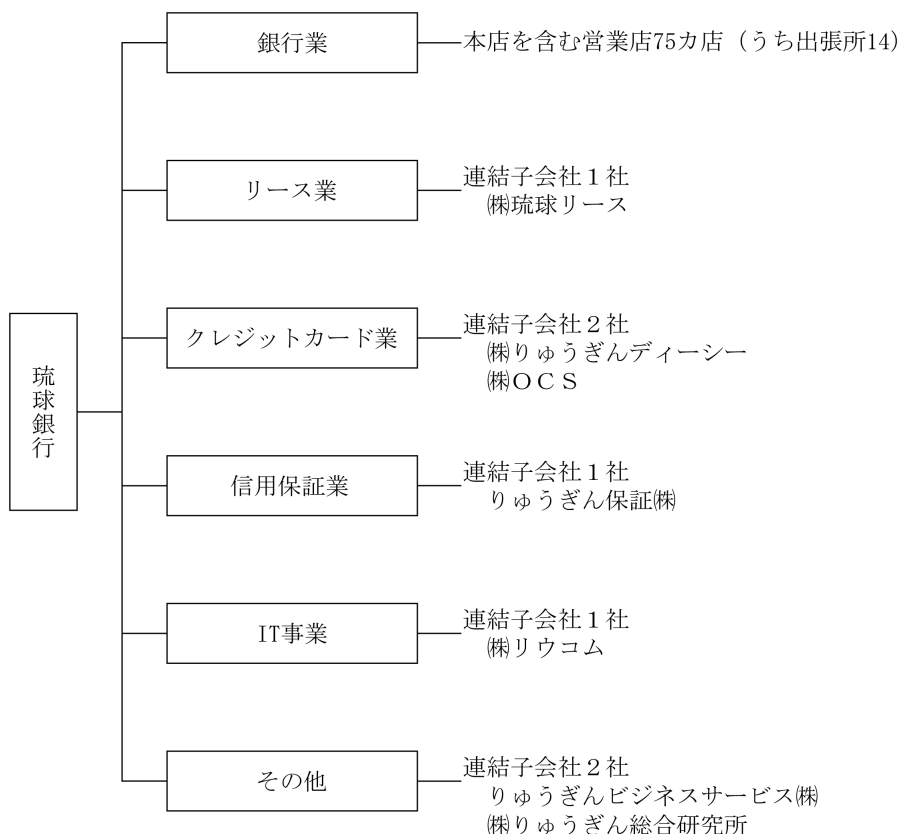 琉球銀行
銀行業
本店を含む営業店75カ店（うち出張所14）
リース業
連結子会社１社
㈱琉球リース
クレジットカード業
連結子会社２社
㈱りゅうぎんディーシー
㈱ＯＣＳ
信用保証業
連結子会社１社
りゅうぎん保証㈱
IT事業
連結子会社１社
㈱リウコム
その他
連結子会社２社
りゅうぎんビジネスサービス㈱
㈱りゅうぎん総合研究所